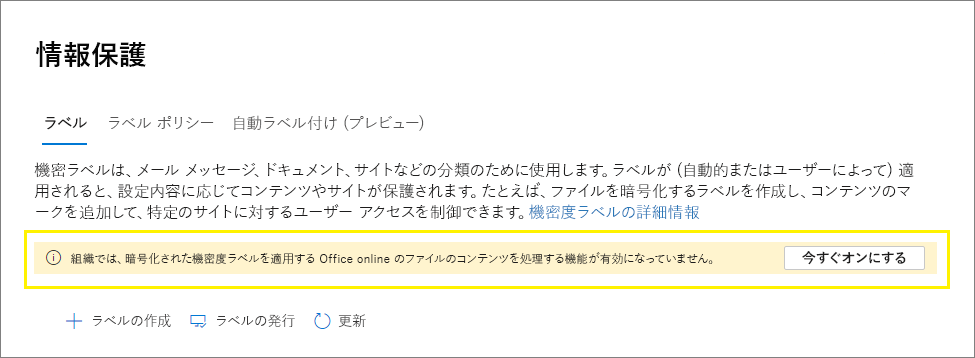 情報保護
ラベル ラベル ポリシー 自動ラベル付け (プレビュー)
機密ラベルは、メール メッセージ、ドキュメント、サイトなどの分類のために使用します。ラベルが (自動的またはユーザーによって) 適
用されると、設定内容に応じてコンテンツやサイトが保護されます。たとえば、ファイルを暗号化するラベルを作成し、コンテンツのマ
ークを追加して、特定のサイトに対するユーザー アクセスを制御できます。機密度ラベルの詳細情報
組織では、暗号化された機密度ラベルを適用する Office online のファイルのコンテンツを処理する機能が有効になっていません。 今すぐオンにする
ラベルの作成 ラベルの発行 更新